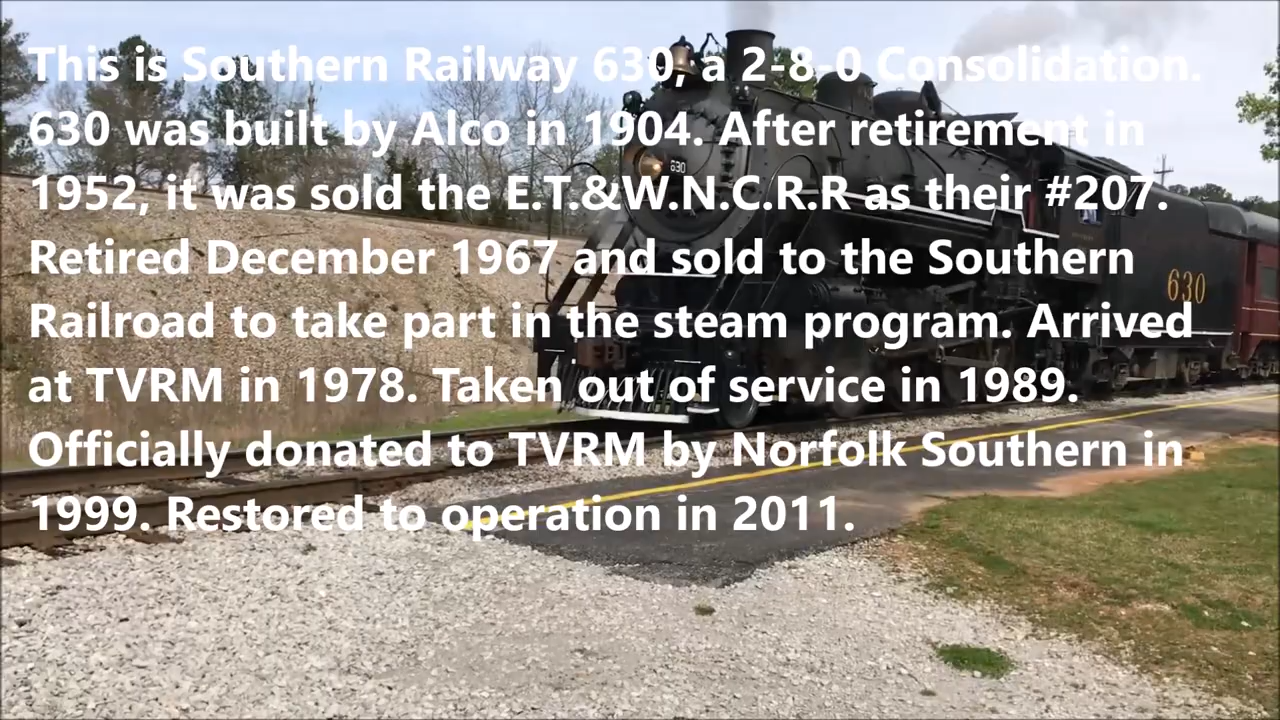 This is Southern Railway 630, a 2-8-0 Consolidation.
630 was built by Alco in 1904. After retirement in
1952, it was sold the E.T.&W.N.C.R.R as their #207.
Retired December 1967 and sold to the Southern
Railroad to take part in the steam program. Arrived
at TVRM in 1978. Taken out of service in 1989.
Officially donated to TVRM by Norfolk Southern in
1999. Restored to operation in 2011.
630
630